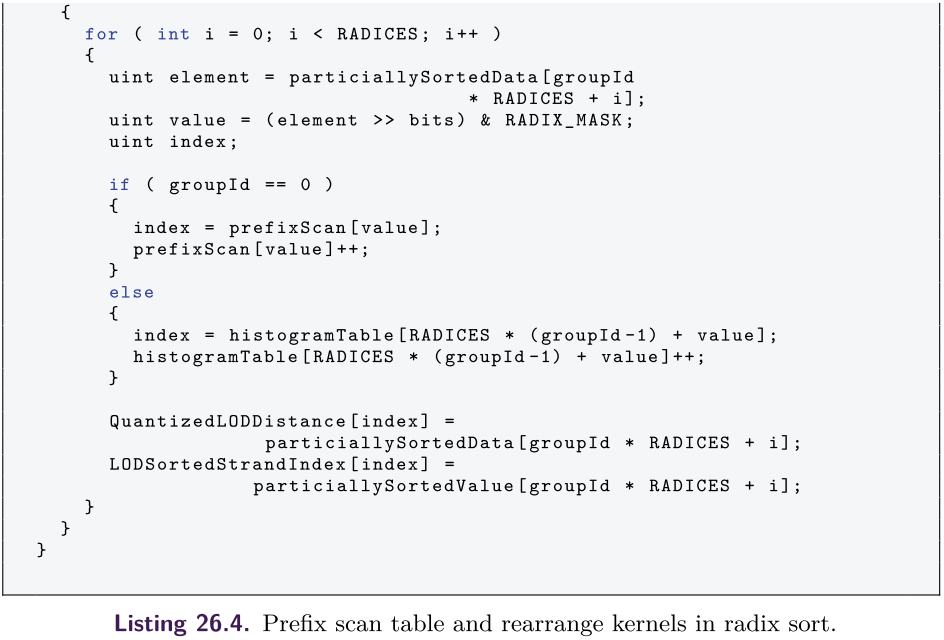 {
for ( int i = 0; i < RADICES; i++ )
{
uint element = particiallySortedData[groupId
* RADICES + i];
uint value = (element >> bits) & RADIX_MASK;
uint index;
if ( groupId == 0 )
{
index = prefixScan[value];
prefixScan[value]++;
}
else
{
index = histogramTable[RADICES * (groupId-1) + value];
histogramTable[RADICES * (groupId-1) + value]++;
}
QuantizedLODDistance[index] =
particiallySortedData[groupId * RADICES + i];
LODSortedStrandIndex[index] =
particiallySortedValue[groupId * RADICES + i];
}
}
}
Listing 26.4. Prefix scan table and rearrange kernels in radix sort.